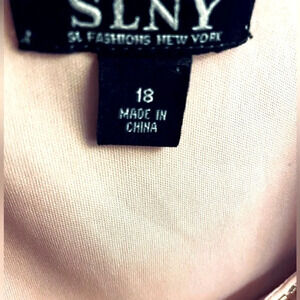 SLNY
SL FASHIONS NEW YORK
18
MADE IN
CHINA